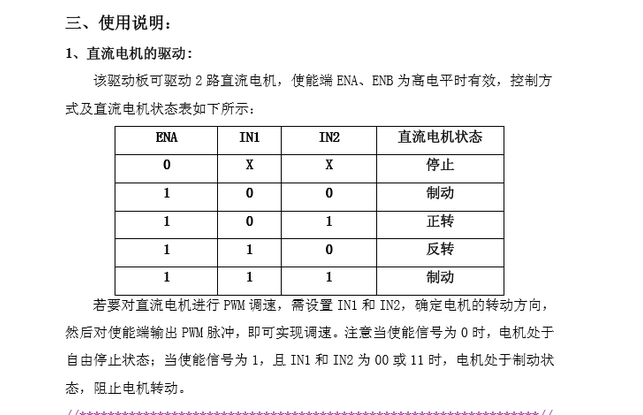 三、使用说明：
1、直流电机的驱动：
该驱动板可驱动 2 路直流电机，使能端 ENA、ENB 为高电平时有效，控制方
式及直流电机状态表如下所示：
ENA IN1 IN2 直流电机状态
0 X X 停止
1 0 0 制动
1 0 1 正转
1 1 0 反转
1 1 1 制动
若要对直流电机进行 PWM 调速，需设置 IN1 和 IN2，确定电机的转动方向，
然后对使能端输出 PWM 脉冲，即可实现调速。注意当使能信号为 0 时，电机处于
自由停止状态；当使能信号为 1，且 IN1 和 IN2 为 00 或 11 时，电机处于制动状
态，阻止电机转动。
//****************************************************************//